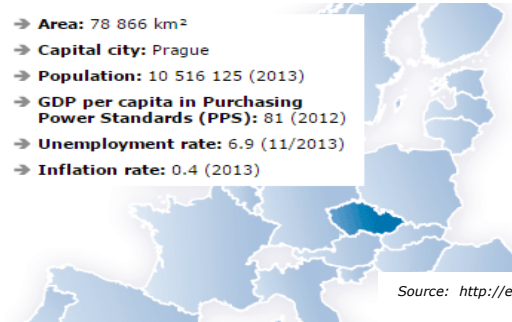 → Area: 78 866 km²
→ Capital city: Prague
→ Population: 10 516 125 (2013)
→ GDP per capita in Purchasing
Power Standards (PPS): 81 (2012)
→ Unemployment rate: 6.9 (11/2013)
→ Inflation rate: 0.4 (2013)
Source: http://e